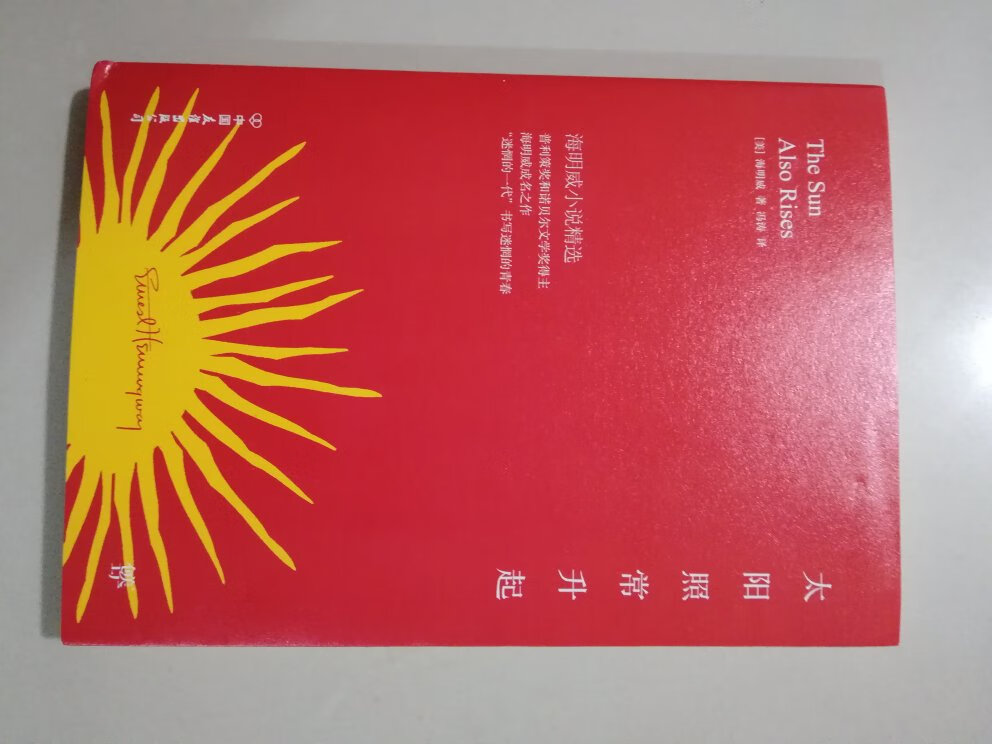 The Sun
Also Rises
[美] 海明威 著 冯涛 译
太阳照常升起
海明威小说精选
普利策奖和诺贝尔文学奖得主
海明威成名之作
“迷惘的一代” 书写迷惘的青春
Ernest Hemingway
中国友谊出版公司